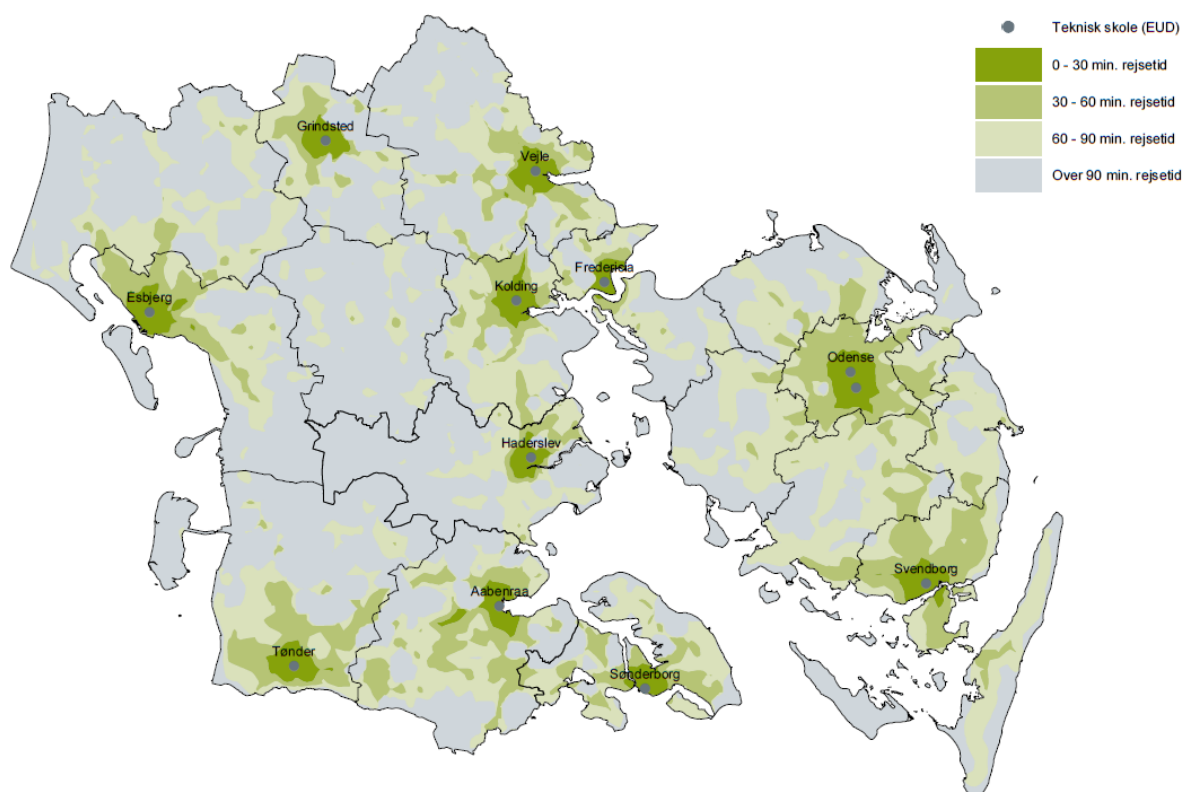 Teknisk skole (EUD)
0 - 30 min. rejsetid
30 - 60 min. rejsetid
60 - 90 min. rejsetid
Over 90 min. rejsetid
Grindsted
Vejle
Fredericia
Kolding
Esbjerg
Odense
Haderslev
Svendborg
Aabenraa
Tønder
Sønderborg